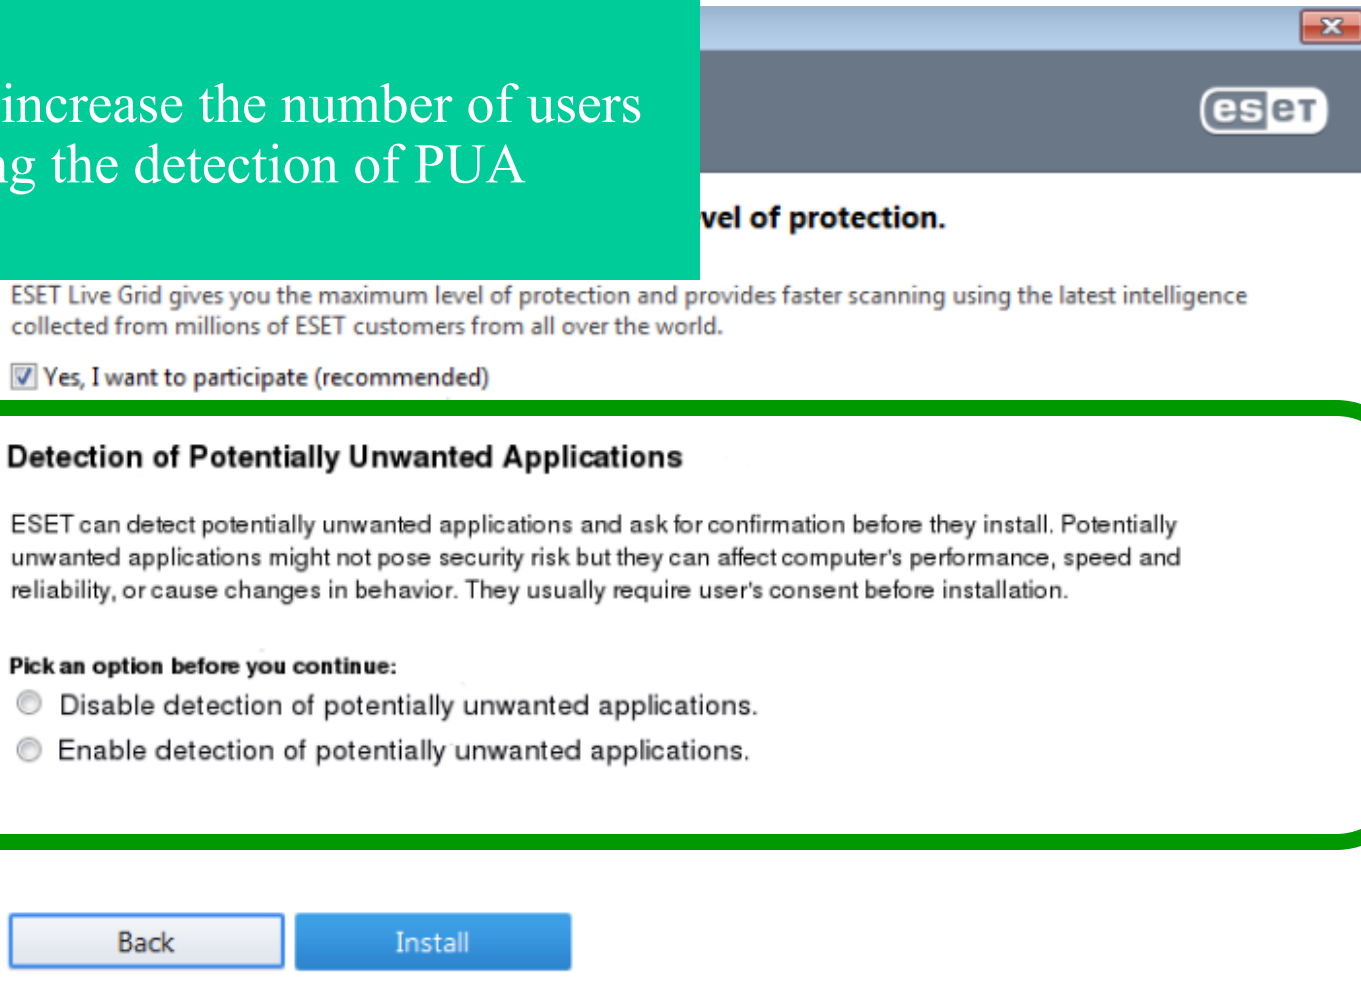 increase the number of users
ng the detection of PUA
eset
vel of protection.
ESET Live Grid gives you the maximum level of protection and provides faster scanning using the latest intelligence
collected from millions of ESET customers from all over the world.
Yes, I want to participate (recommended)
Detection of Potentially Unwanted Applications
ESET can detect potentially unwanted applications and ask for confirmation before they install. Potentially
unwanted applications might not pose security risk but they can affect computer's performance, speed and
reliability, or cause changes in behavior. They usually require user's consent before installation.
Pick an option before you continue:
Disable detection of potentially unwanted applications.
Enable detection of potentially unwanted applications.
Back
Install